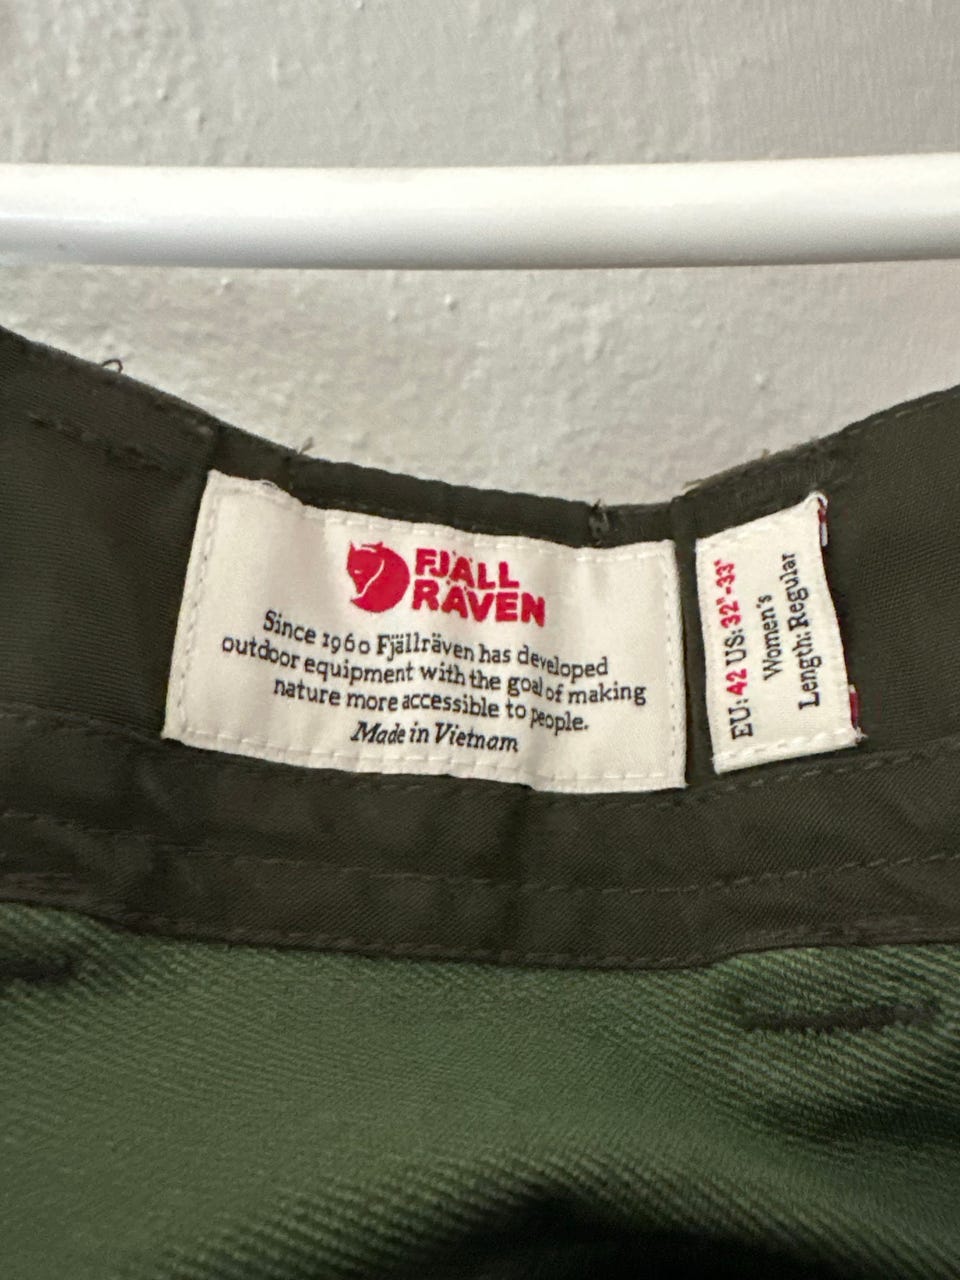 FJÄLL
RÄVEN
Since 1960 Fjällräven has developed
outdoor equipment with the goal of making
nature more accessible to people.
Made in Vietnam
EU: 42 US: 32"-33"
Women's
Length: Regular